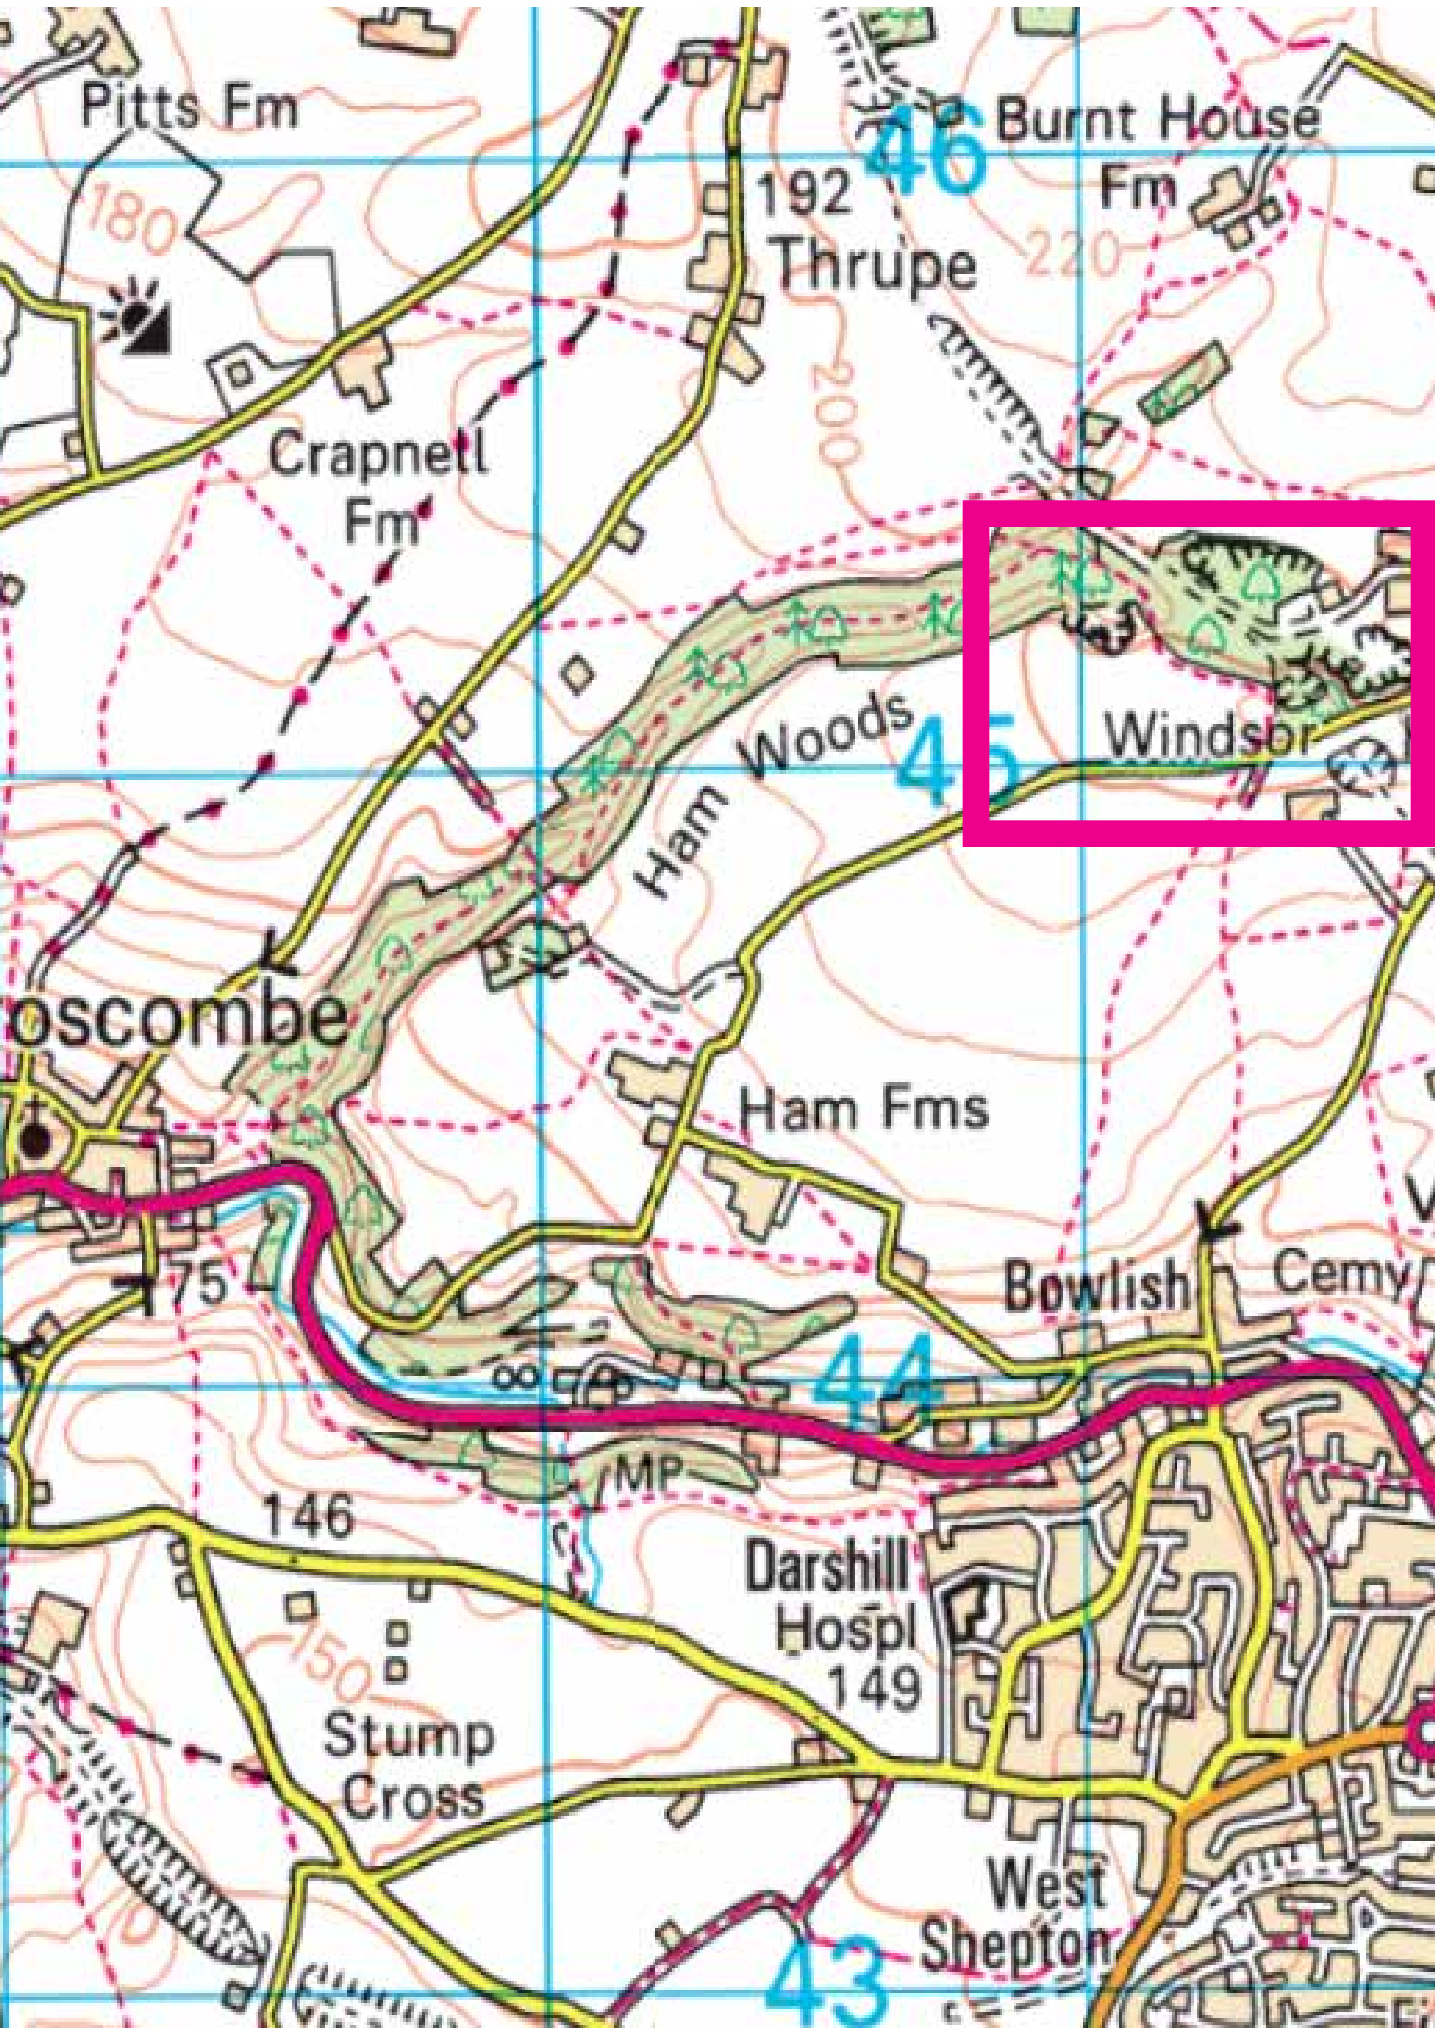 Pitts Fm
46
Burnt House
Fm
180
192
Thrupe
220
200
Crapnell
Fm
Woods
Ham
45
Windsor
oscombe
Ham Fms
Bowlish
Cemy
75
44
MP
146
Darshill
Hospl
149
150
Stump
Cross
West
Shepton
43